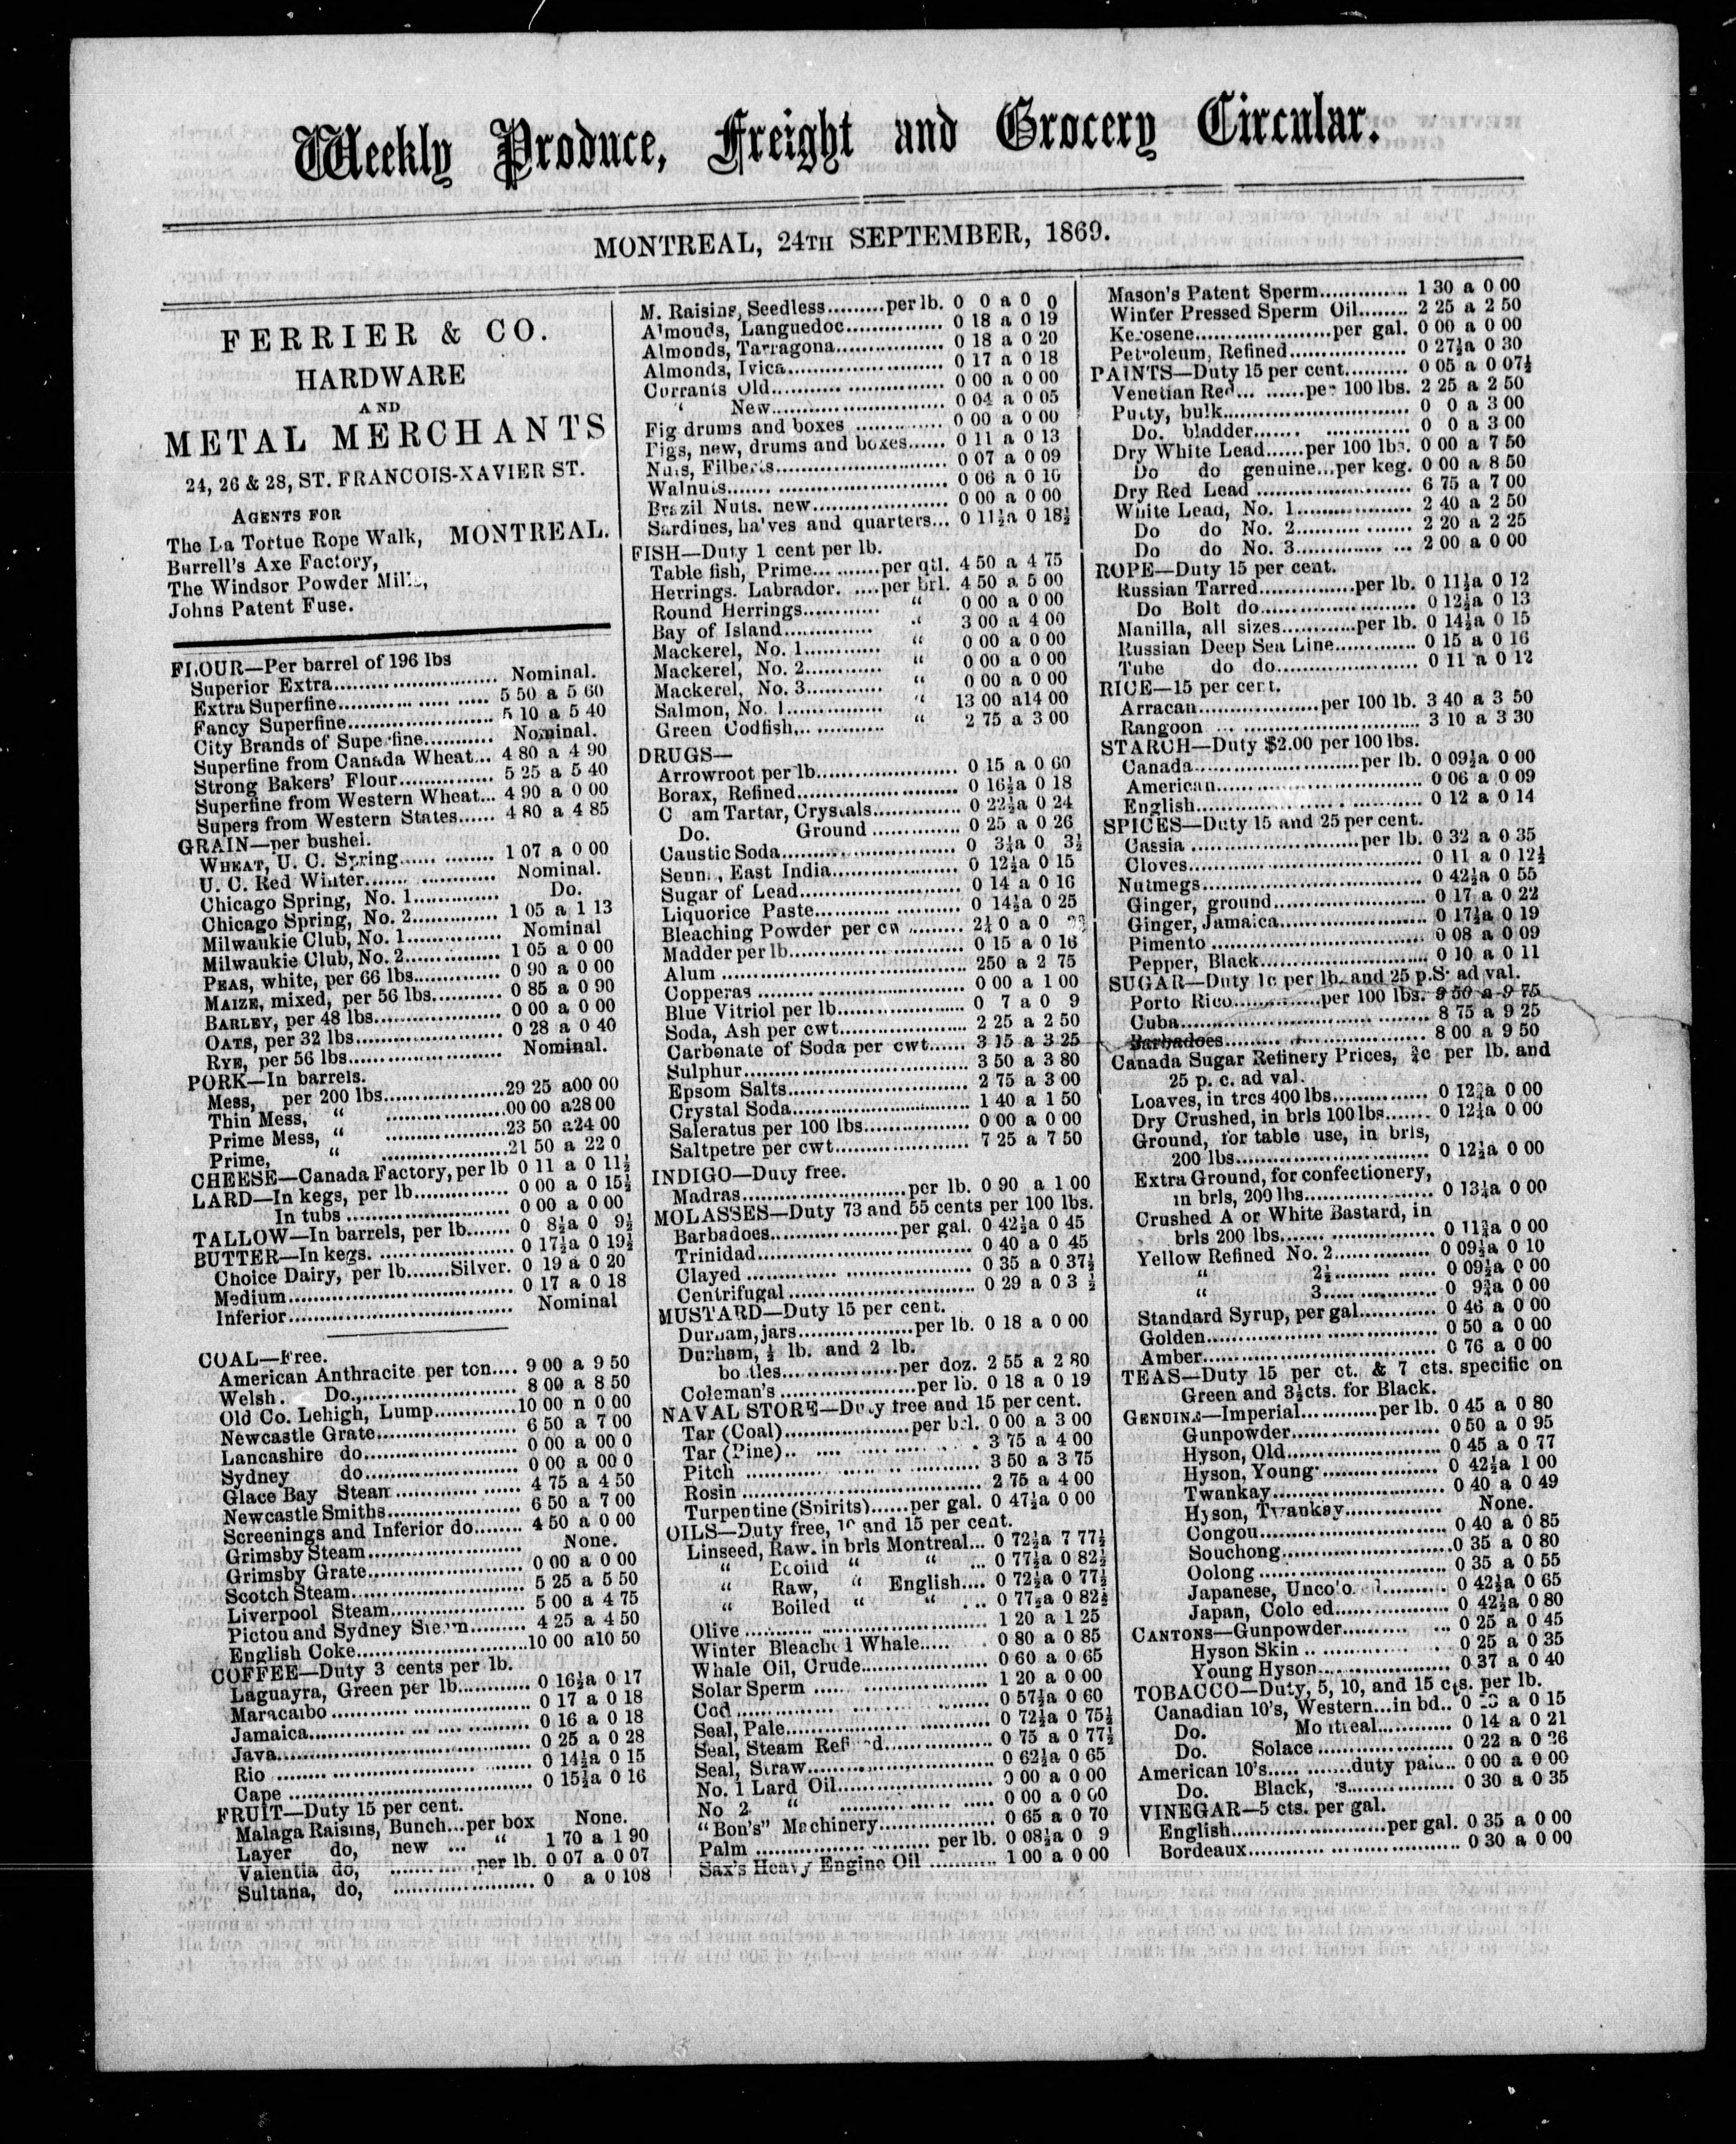 Weekly Produce, Freight and Grocery Circular.
MONTREAL, 24TH SEPTEMBER, 1869.
FERRIER & CO.
HARDWARE
AND
METAL MERCHANTS
24, 26 & 28, ST. FRANCOIS-XAVIER ST.
AGENTS FOR
The La Tortue Rope Walk, MONTREAL.
Burrell's Axe Factory,
The Windsor Powder Mills,
Johns Patent Fuse.
FLOUR—Per barrel of 196 lbs
Superior Extra.......... Nominal.
Extra Superfine.......... 5 50 a 5 60
Fancy Superfine.......... 5 10 a 5 40
City Brands of Superfine.......... Nominal.
Superfine from Canada Wheat... 4 80 a 4 90
Strong Bakers' Flour.......... 5 25 a 5 40
Superfine from Western Wheat... 4 90 a 0 00
Supers from Western States...... 4 80 a 4 85
GRAIN—per bushel.
WHEAT, U. C. Spring.......... 1 07 a 0 00
U. C. Red Winter.......... Nominal.
Chicago Spring, No. 1.......... Do.
Chicago Spring, No. 2.......... 1 05 a 1 13
Milwaukie Club, No. 1.......... Nominal
Milwaukie Club, No. 2.......... 1 05 a 0 00
PEAS, white, per 66 lbs.......... 0 90 a 0 00
MAIZE, mixed, per 56 lbs.......... 0 85 a 0 90
BARLEY, per 48 lbs.......... 0 00 a 0 00
OATS, per 32 lbs.......... 0 28 a 0 40
RYE, per 56 lbs.......... Nominal.
PORK—In barrels.
Mess, per 200 lbs.......... 29 25 a00 00
Thin Mess, " .......... 00 00 a28 00
Prime Mess, " .......... 23 50 a24 00
Prime, " .......... 21 50 a 22 0
CHEESE—Canada Factory, per lb 0 11 a 0 11½
LARD—In kegs, per lb.......... 0 00 a 0 15½
In tubs .......... 0 00 a 0 00
TALLOW—In barrels, per lb....... 0 8½a 0 9½
BUTTER—In kegs. .......... 0 17½a 0 19½
Choice Dairy, per lb.......Silver. 0 19 a 0 20
Medium.......... 0 17 a 0 18
Inferior.......... Nominal
COAL—Free.
American Anthracite per ton.... 9 00 a 9 50
Welsh. Do.,.......... 8 00 a 8 50
Old Co. Lehigh, Lump.......... 10 00 n 0 00
Newcastle Grate.......... 6 50 a 7 00
Lancashire do.......... 0 00 a 00 0
Sydney do.......... 0 00 a 00 0
Glace Bay Steam .......... 4 75 a 4 50
Newcastle Smiths.......... 6 50 a 7 00
Screenings and Inferior do........ 4 50 a 0 00
Grimsby Steam.......... None.
Grimsby Grate.......... 0 00 a 0 00
Scotch Steam.......... 5 25 a 5 50
Liverpool Steam.......... 5 00 a 4 75
Picton and Sydney Steam......... 4 25 a 4 50
English Coke.......... 10 00 a10 50
COFFEE—Duty 3 cents per lb.
Laguayra, Green per lb.......... 0 16½a 0 17
Maracaibo .......... 0 17 a 0 18
Jamaica.......... 0 16 a 0 18
Java.......... 0 25 a 0 28
Rio .......... 0 14½a 0 15
Cape .......... 0 15½a 0 16
FRUIT—Duty 15 per cent.
Malaga Raisins, Bunch...per box None.
Layer do, new ... " 1 70 a 1 90
Valentia do, ..........per lb. 0 07 a 0 07
Sultana, do, .......... 0 a 0 108
M. Raisins, Seedless.........per lb. 0 0 a 0 0
Almonds, Languedoc.......... 0 18 a 0 19
Almonds, Tarragona.......... 0 18 a 0 20
Almonds, Ivica.......... 0 17 a 0 18
Currants Old.......... 0 00 a 0 00
" New.......... 0 04 a 0 05
Fig drums and boxes .......... 0 00 a 0 00
Figs, new, drums and boxes...... 0 11 a 0 13
Nuts, Filberts.......... 0 07 a 0 09
Walnuts.......... 0 06 a 0 10
Brazil Nuts. new.......... 0 00 a 0 00
Sardines, halves and quarters... 0 11½a 0 18½
FISH—Duty 1 cent per lb.
Table fish, Prime..........per qtl. 4 50 a 4 75
Herrings. Labrador. ....per brl. 4 50 a 5 00
Round Herrings.......... " 0 00 a 0 00
Bay of Island.......... " 3 00 a 4 00
Mackerel, No. 1.......... " 0 00 a 0 00
Mackerel, No. 2.......... " 0 00 a 0 00
Mackerel, No. 3.......... " 0 00 a 0 00
Salmon, No. 1.......... " 13 00 a14 00
Green Codfish,.......... " 2 75 a 3 00
DRUGS—
Arrowroot per lb.......... 0 15 a 0 60
Borax, Refined.......... 0 16½a 0 18
C am Tartar, Crystals.......... 0 22½a 0 24
Do. Ground .......... 0 25 a 0 26
Caustic Soda.......... 0 3¼a 0 3½
Senn , East India.......... 0 12½a 0 15
Sugar of Lead.......... 0 14 a 0 16
Liquorice Paste.......... 0 14½a 0 25
Bleaching Powder per cw ......... 2½ 0 a 0
Madder per lb.......... 0 15 a 0 16
Alum .......... 250 a 2 75
Copperas .......... 0 00 a 1 00
Blue Vitriol per lb.......... 0 7 a 0 9
Soda, Ash per cwt.......... 2 25 a 2 50
Carbonate of Soda per cwt...... 3 15 a 3 25
Sulphur.......... 3 50 a 3 80
Epsom Salts.......... 2 75 a 3 00
Crystal Soda.......... 1 40 a 1 50
Saleratus per 100 lbs.......... 0 00 a 0 00
Saltpetre per cwt.......... 7 25 a 7 50
INDIGO—Duty free.
Madras..........per lb. 0 90 a 1 00
MOLASSES—Duty 73 and 55 cents per 100 lbs.
Barbadoes..........per gal. 0 42½a 0 45
Trinidad.......... 0 40 a 0 45
Clayed .......... 0 35 a 0 37½
Centrifugal .......... 0 29 a 0 3 ½
MUSTARD—Duty 15 per cent.
Durham, jars..........per lb. 0 18 a 0 00
Durham, ½ lb. and 2 lb.
bottles..........per doz. 2 55 a 2 80
Coleman's ..........per lb. 0 18 a 0 19
NAVAL STORE—Duty free and 15 per cent.
Tar (Coal)..........per brl. 0 00 a 3 00
Tar (Pine).......... 3 75 a 4 00
Pitch .......... 3 50 a 3 75
Rosin .......... 2 75 a 4 00
Turpentine (Spirits)......per gal. 0 47½a 0 00
OILS—Duty free, 10 and 15 per cent.
Linseed, Raw. in brls Montreal... 0 72½a 7 77½
" " " ... 0 77½a 0 82½
" Raw, " English.... 0 72½a 0 77½
" Boiled " " .... 0 77½a 0 82½
Olive .......... 1 20 a 1 25
Winter Bleached Whale..... 0 80 a 0 85
Whale Oil, Crude.......... 0 60 a 0 65
Solar Sperm .......... 1 20 a 0 00
Cod .......... 0 57½a 0 60
Seal, Pale.......... 0 72½a 0 75½
Seal, Steam Ref d.......... 0 75 a 0 77½
Seal, Straw.......... 0 62½a 0 65
No. 1 Lard Oil.......... 0 00 a 0 00
No 2 " .......... 0 00 a 0 00
"Bon's" Machinery.......... 0 65 a 0 70
Palm .......... per lb. 0 08½a 0 9
Sax's Heavy Engine Oil .......... 1 00 a 0 00
Mason's Patent Sperm.......... 1 30 a 0 00
Winter Pressed Sperm Oil........ 2 25 a 2 50
Kerosene..........per gal. 0 00 a 0 00
Petroleum, Refined.......... 0 27½a 0 30
PAINTS—Duty 15 per cent.......... 0 05 a 0 07½
Venetian Red... ......per 100 lbs. 2 25 a 2 50
Putty, bulk.......... 0 0 a 3 00
Do. bladder.......... 0 0 a 3 00
Dry White Lead......per 100 lbs. 0 00 a 7 50
Do do genuine...per keg. 0 00 a 8 50
Dry Red Lead .......... 6 75 a 7 00
White Lead, No. 1.......... 2 40 a 2 50
Do do No. 2.......... 2 20 a 2 25
Do do No. 3.......... 2 00 a 0 00
ROPE—Duty 15 per cent.
Russian Tarred..........per lb. 0 11½a 0 12
Do Bolt do.......... 0 12½a 0 13
Manilla, all sizes..........per lb. 0 14½a 0 15
Russian Deep Sea Line.......... 0 15 a 0 16
Tube do do.......... 0 11 a 0 12
RICE—15 per cent.
Arracan..........per 100 lb. 3 40 a 3 50
Rangoon .......... 3 10 a 3 30
STARCH—Duty $2.00 per 100 lbs.
Canada..........per lb. 0 09½a 0 00
American.......... 0 06 a 0 09
English.......... 0 12 a 0 14
SPICES—Duty 15 and 25 per cent.
Cassia ..........per lb. 0 32 a 0 35
Cloves.......... 0 11 a 0 12½
Nutmegs.......... 0 42½a 0 55
Ginger, ground.......... 0 17 a 0 22
Ginger, Jamaica.......... 0 17½a 0 19
Pimento .......... 0 08 a 0 09
Pepper, Black.......... 0 10 a 0 11
SUGAR—Duty 1c per lb. and 25 p.S. ad val.
Porto Rico..........per 100 lbs. 9 50 a 9 75
Cuba.......... 8 75 a 9 25
Barbadoes.......... 8 00 a 9 50
Canada Sugar Refinery Prices, ¾c per lb. and
25 p. c. ad val.
Loaves, in trcs 400 lbs.......... 0 12¾a 0 00
Dry Crushed, in brls 100 lbs....... 0 12½a 0 00
Ground, for table use, in brls,
200 lbs.......... 0 12½a 0 00
Extra Ground, for confectionery,
in brls, 200 lbs.......... 0 13¼a 0 00
Crushed A or White Bastard, in
brls 200 lbs.......... 0 11¾a 0 00
Yellow Refined No. 2.......... 0 09½a 0 10
" 2½.......... 0 09½a 0 00
" 3.......... 0 9¾a 0 00
Standard Syrup, per gal.......... 0 46 a 0 00
Golden.......... 0 50 a 0 00
Amber.......... 0 76 a 0 00
TEAS—Duty 15 per ct. & 7 cts. specific on
Green and 3½cts. for Black.
GENUINE—Imperial..........per lb. 0 45 a 0 80
Gunpowder.......... 0 50 a 0 95
Hyson, Old.......... 0 45 a 0 77
Hyson, Young.......... 0 42½a 1 00
Twankay.......... 0 40 a 0 49
Hyson, Twankay.......... None.
Congou.......... 0 40 a 0 85
Souchong.......... 0 35 a 0 80
Oolong .......... 0 35 a 0 55
Japanese, Uncolo d.......... 0 42½a 0 65
Japan, Colo ed.......... 0 42½a 0 80
CANTONS—Gunpowder.......... 0 25 a 0 45
Hyson Skin .......... 0 25 a 0 35
Young Hyson.......... 0 37 a 0 40
TOBACCO—Duty, 5, 10, and 15 cts. per lb.
Canadian 10's, Western...in bd.. 0 a 0 15
Do. Montreal.......... 0 14 a 0 21
Do. Solace .......... 0 22 a 0 26
American 10's..........duty paid.. 0 00 a 0 00
Do. Black, 's.......... 0 30 a 0 35
VINEGAR—5 cts. per gal.
English..........per gal. 0 35 a 0 00
Bordeaux.......... 0 30 a 0 00